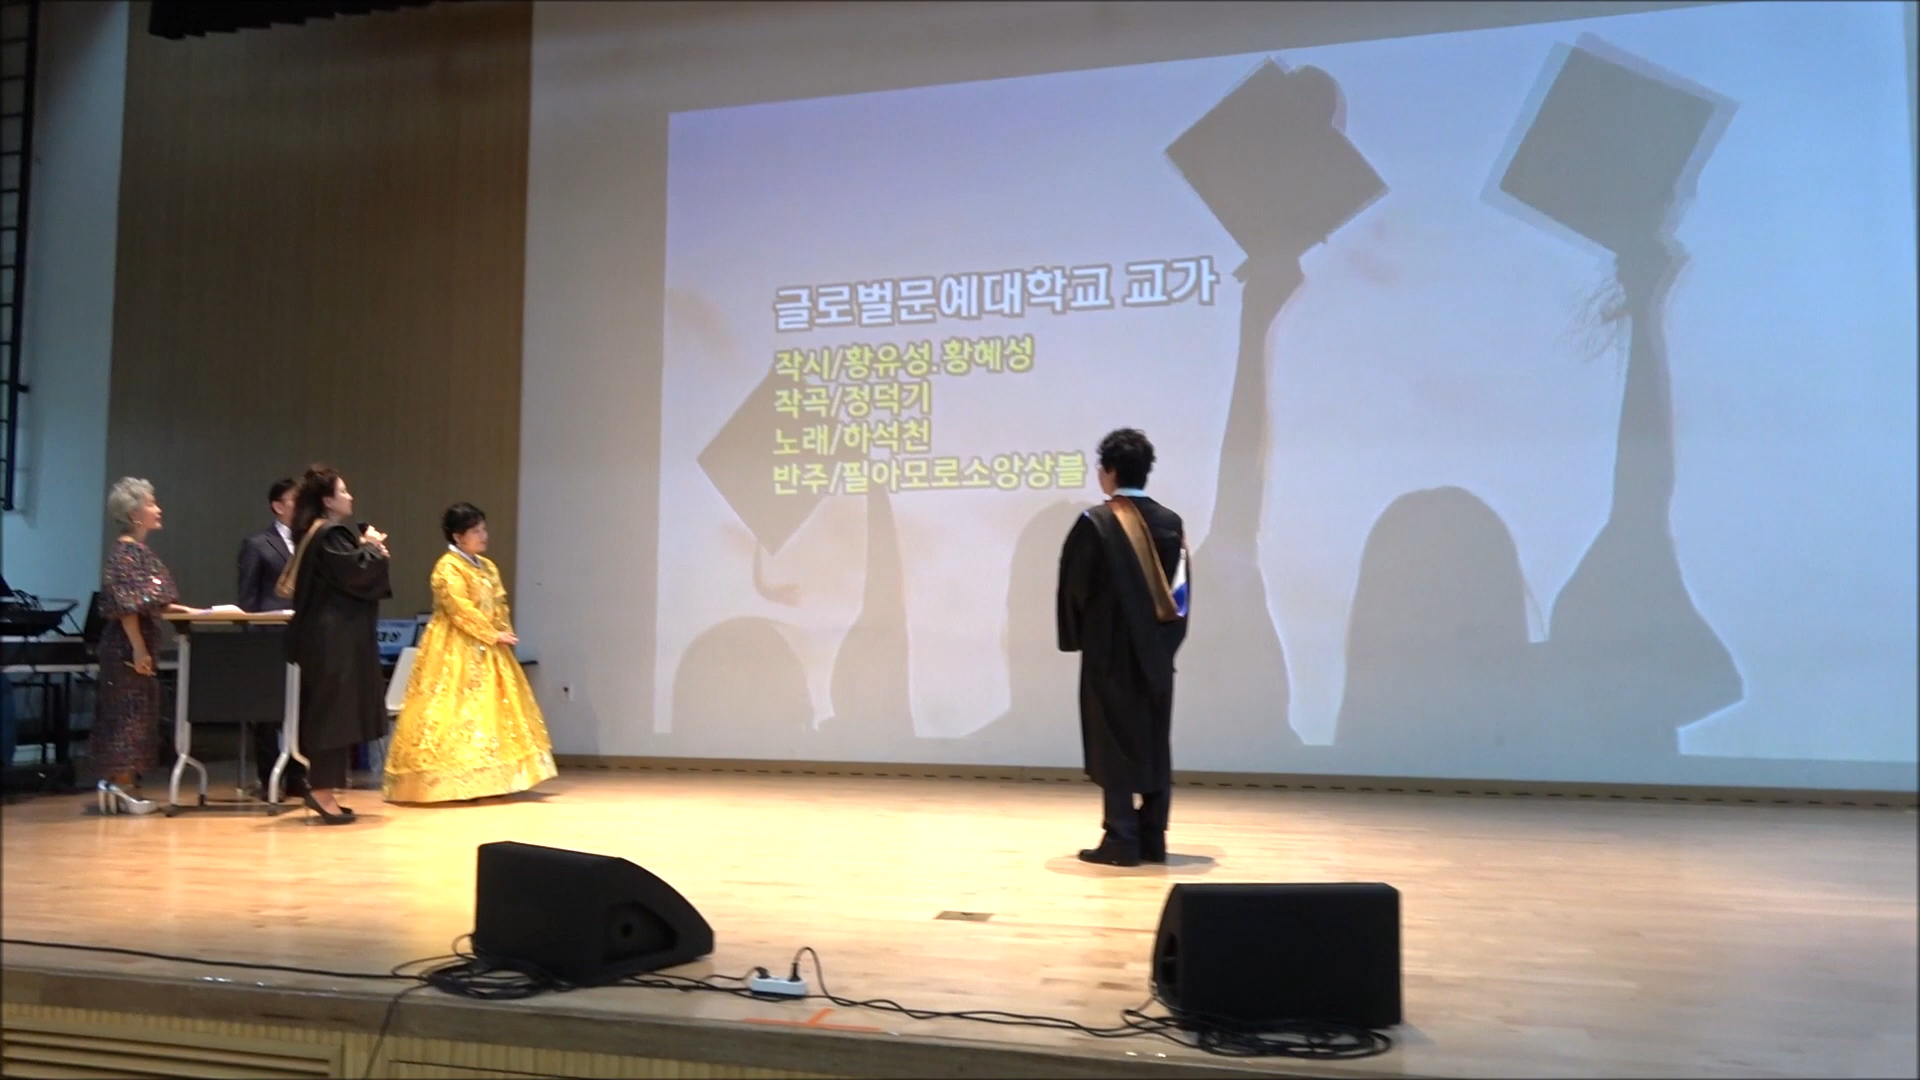 글로벌문예대학교 교가
작시/황유성.황혜성
작곡/정덕기
노래/하석천
반주/필아모로소앙상블